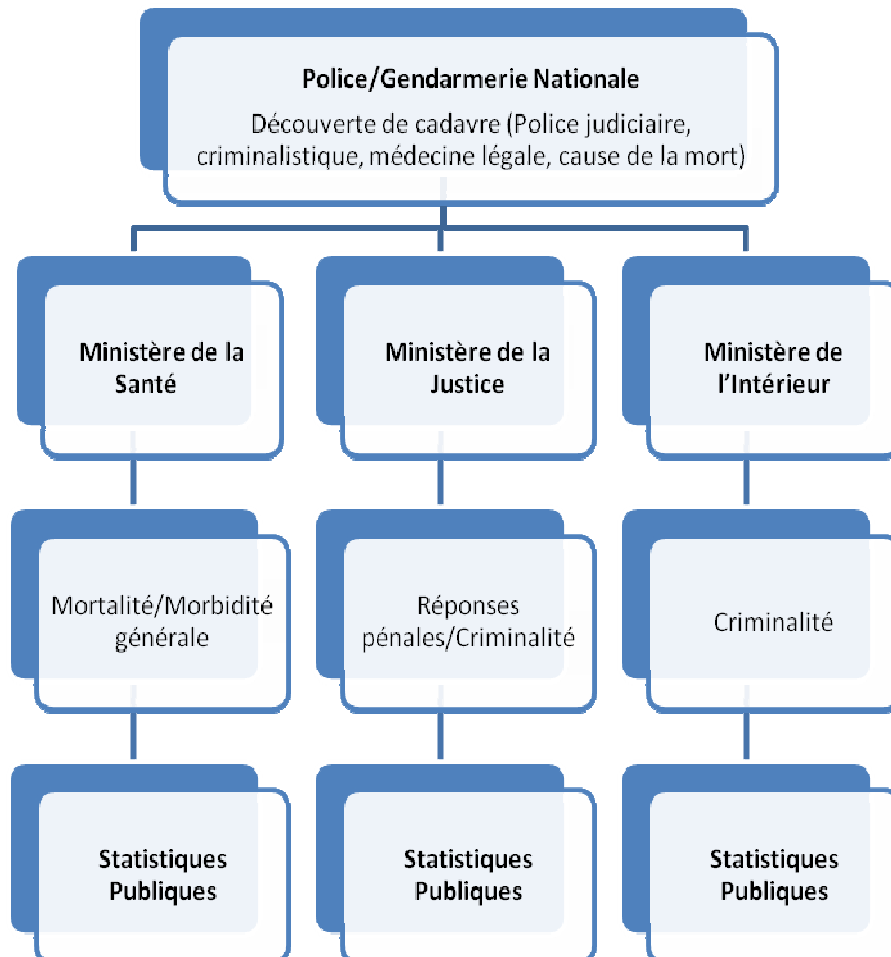 Police/Gendarmerie Nationale
Découverte de cadavre (Police judiciaire,
criminalistique, médecine légale, cause de la mort)
Ministère de la
Santé
Ministère de la
Justice
Ministère de
l'Intérieur
Mortalité/Morbidité
générale
Réponses
pénales/Criminalité
Criminalité
Statistiques
Publiques
Statistiques
Publiques
Statistiques
Publiques